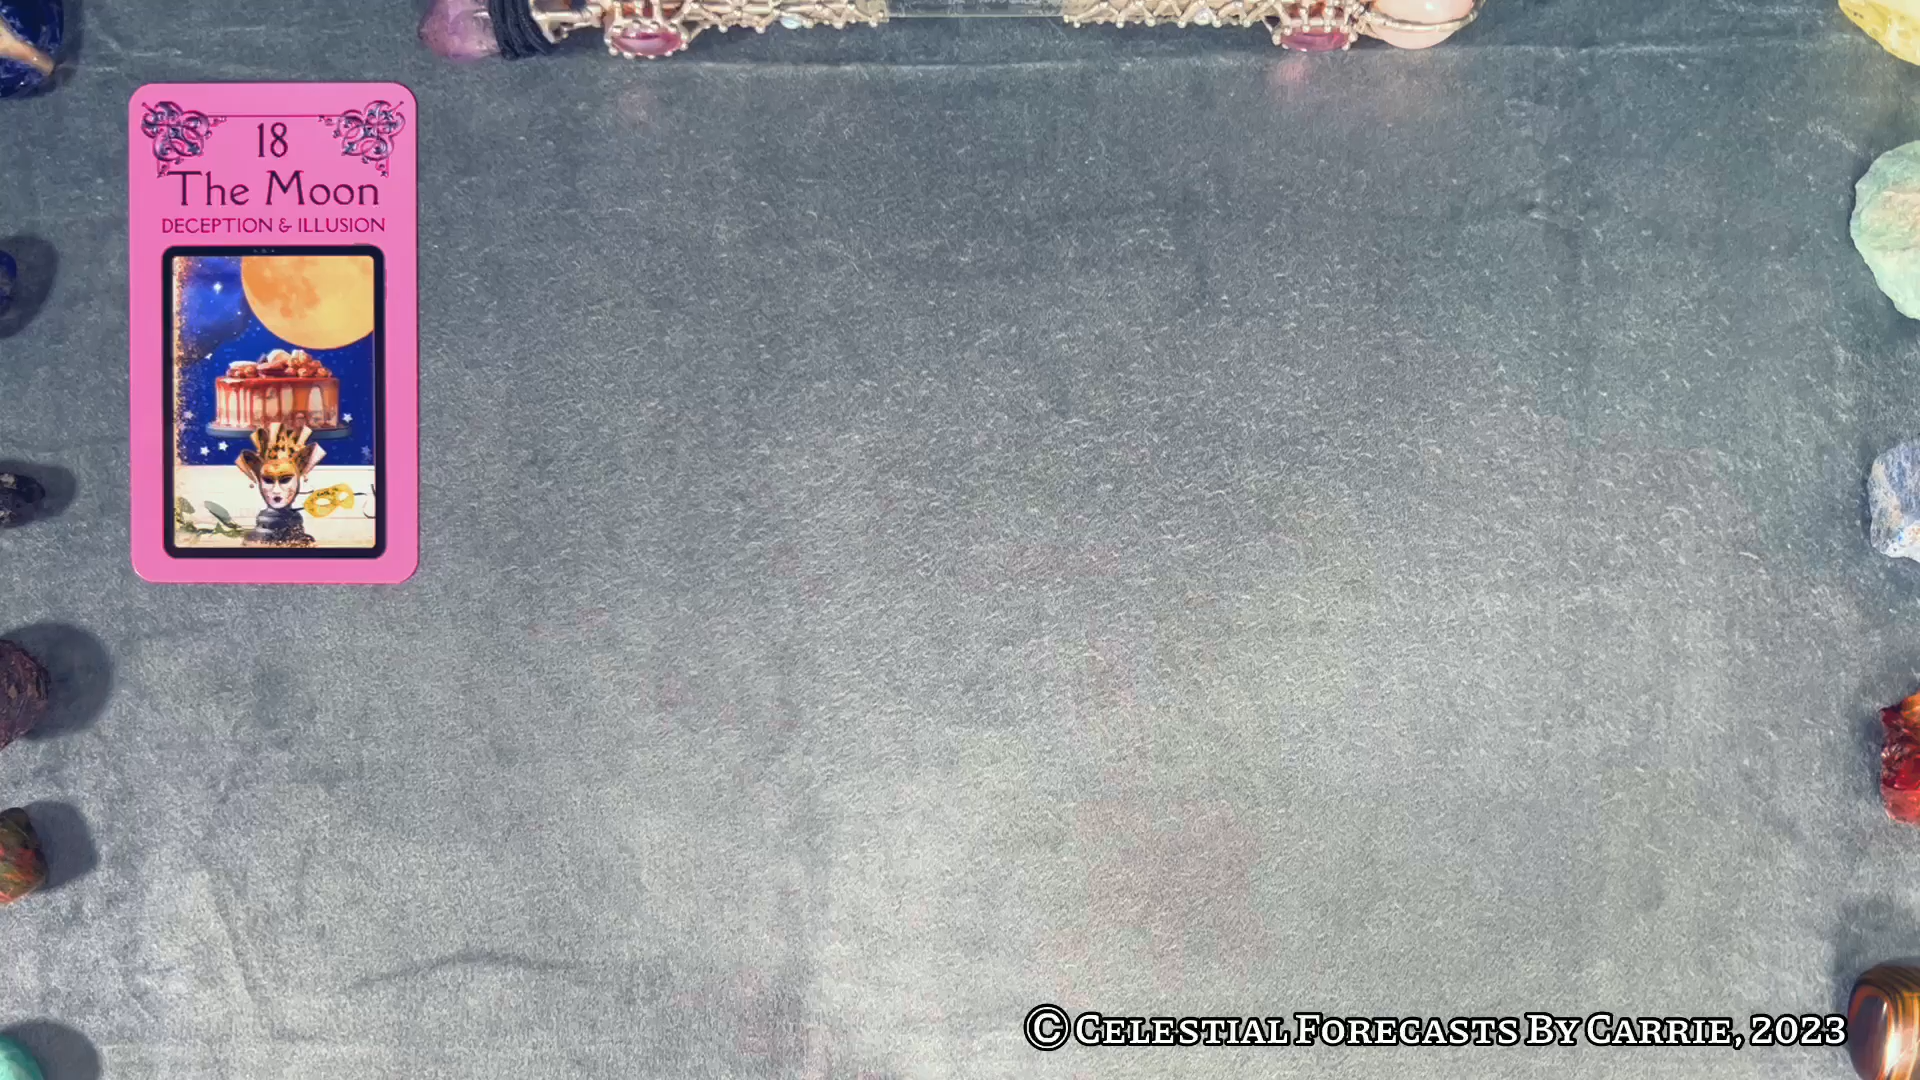 18
The Moon
DECEPTION & ILLUSION
© CELESTIAL FORECASTS BY CARRIE, 2023